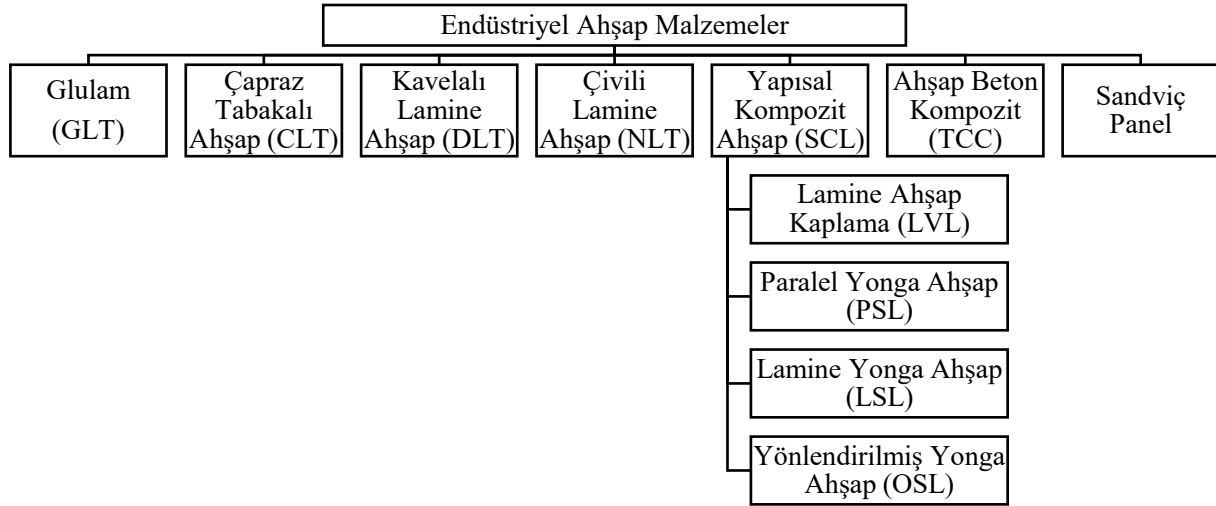 Endüstriyel Ahşap Malzemeler
Glulam
(GLT)
Çapraz
Tabakalı
Ahşap (CLT)
Kavelalı
Lamine
Ahşap (DLT)
Çivili
Lamine
Ahşap (NLT)
Yapısal
Kompozit
Ahşap (SCL)
Ahşap Beton
Kompozit
(TCC)
Sandviç
Panel
Lamine Ahşap
Kaplama (LVL)
Paralel Yonga Ahşap
(PSL)
Lamine Yonga Ahşap
(LSL)
Yönlendirilmiş Yonga
Ahşap (OSL)